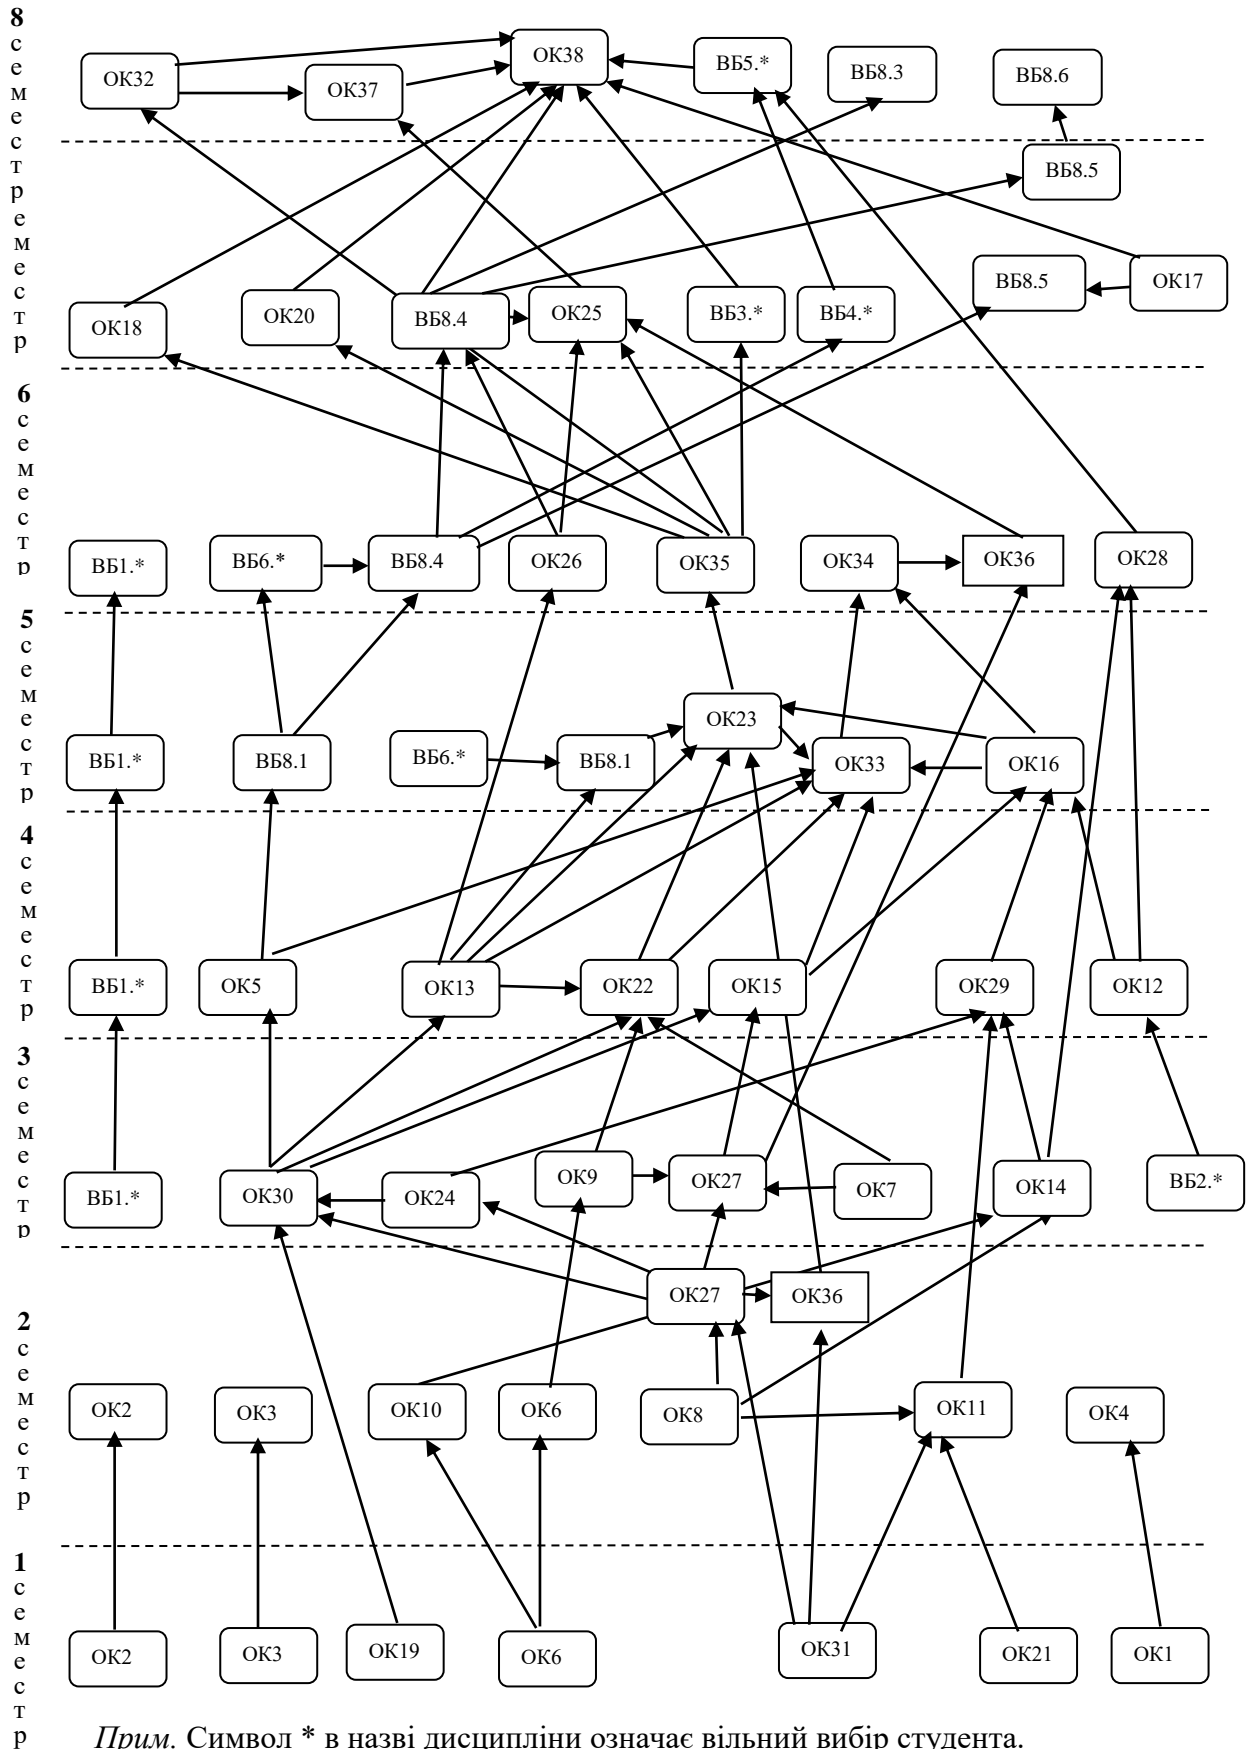 8
семестр
ОК38
ВБ5.*
ВБ8.3
ВБ8.6
ОК32
ОК37
еместр
ВБ8.5
ВБ8.5
ОК17
ОК18
ОК20
ВБ8.4
ОК25
ВБ3.*
ВБ4.*
6
семестр
ВБ1.*
ВБ6.*
ВБ8.4
ОК26
ОК35
ОК34
ОК36
ОК28
5
семестр
ОК23
ВБ1.*
ВБ8.1
ВБ6.*
ВБ8.1
ОК33
ОК16
4
семестр
ВБ1.*
ОК5
ОК13
ОК22
ОК15
ОК29
ОК12
3
семестр
ВБ1.*
ОК30
ОК24
ОК9
ОК27
ОК7
ОК14
ВБ2.*
2
семестр
ОК27
ОК36
ОК2
ОК3
ОК10
ОК6
ОК8
ОК11
ОК4
1
семестр
ОК2
ОК3
ОК19
ОК6
ОК31
ОК21
ОК1
Прим. Символ * в назві дисципліни означає вільний вибір студента.